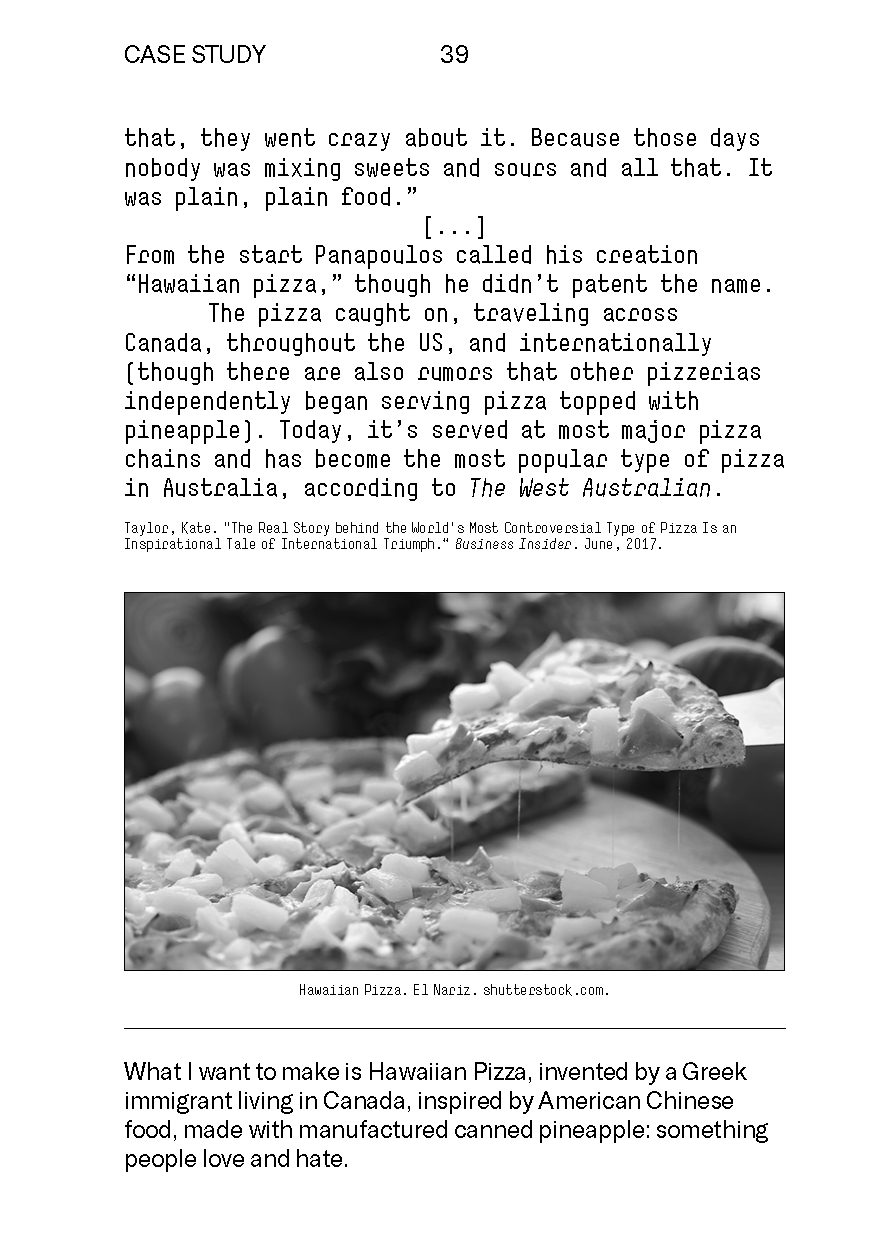 CASE STUDY 39
that, they went crazy about it. Because those days
nobody was mixing sweets and sours and all that. It
was plain, plain food.”
[...]
From the start Panapoulos called his creation
“Hawaiian pizza,” though he didn’t patent the name.
The pizza caught on, traveling across
Canada, throughout the US, and internationally
(though there are also rumors that other pizzerias
independently began serving pizza topped with
pineapple). Today, it’s served at most major pizza
chains and has become the most popular type of pizza
in Australia, according to The West Australian.
Taylor, Kate. "The Real Story behind the World's Most Controversial Type of Pizza Is an
Inspirational Tale of International Triumph." Business Insider. June, 2017.
Hawaiian Pizza. El Nariz. shutterstock.com.
What I want to make is Hawaiian Pizza, invented by a Greek
immigrant living in Canada, inspired by American Chinese
food, made with manufactured canned pineapple: something
people love and hate.